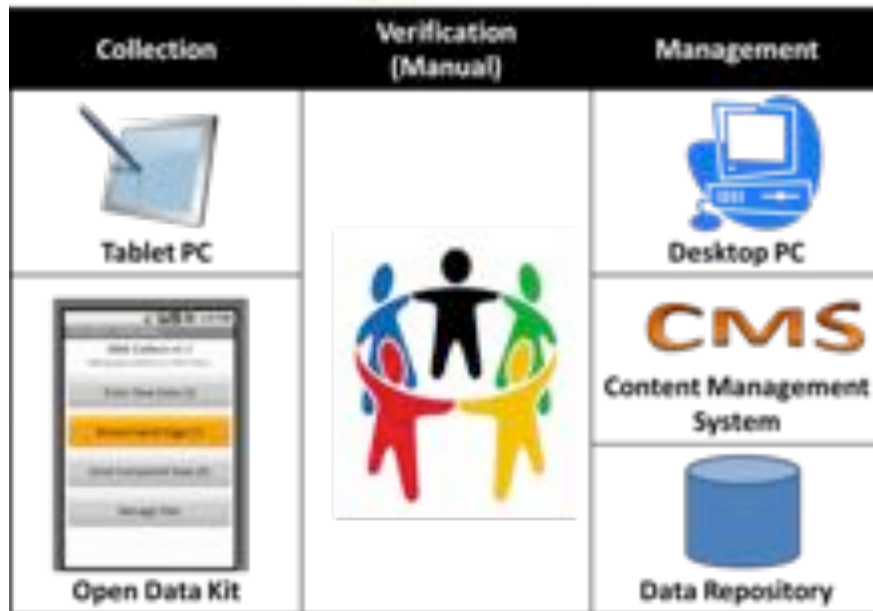 Collection
Verification
(Manual)
Management
Tablet PC
Desktop PC
CMS
Content Management
System
Open Data Kit
Data Repository